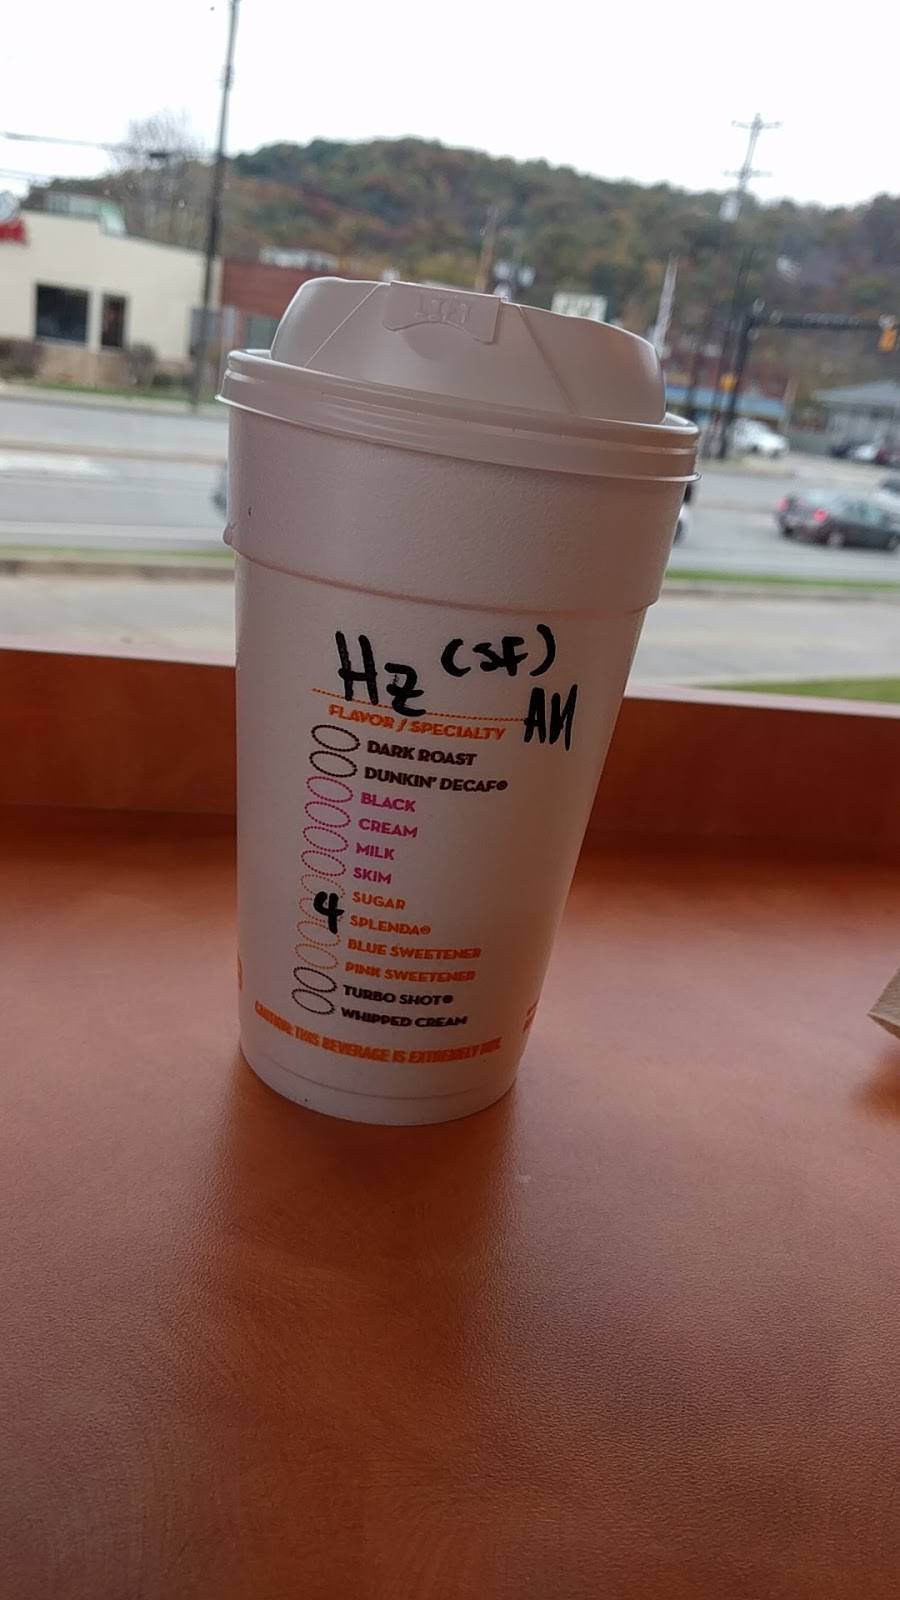 LIFT
Hz (SF)
AM
FLAVOR / SPECIALTY
DARK ROAST
DUNKIN' DECAF®
BLACK
CREAM
MILK
SKIM
SUGAR
4 SPLENDA®
BLUE SWEETENER
PINK SWEETENER
TURBO SHOT®
WHIPPED CREAM
CAUTION: THIS BEVERAGE IS EXTREMELY HOT.